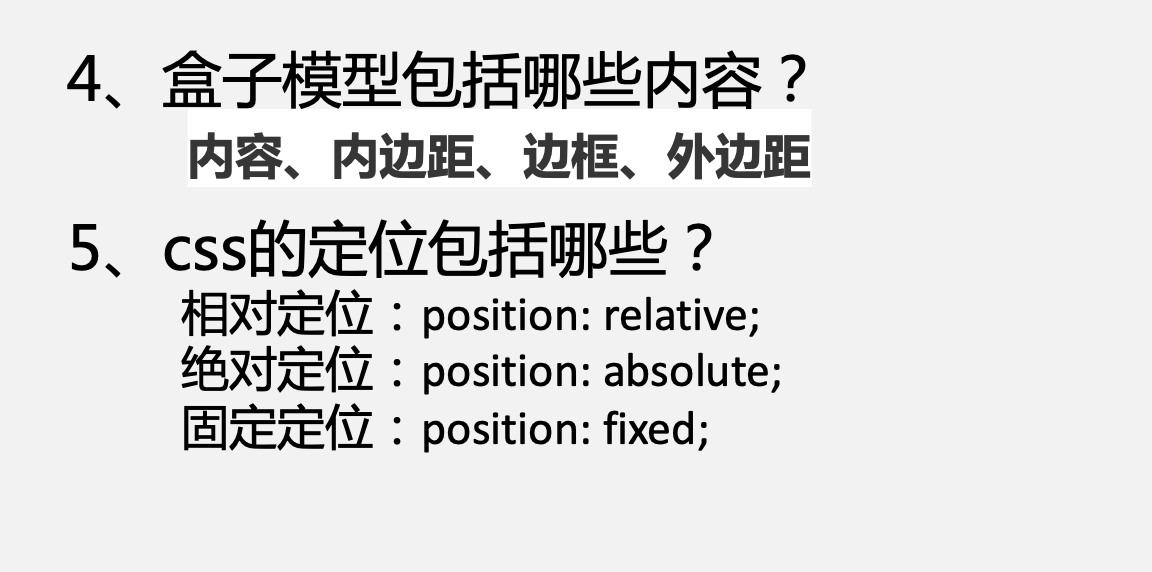 4、盒子模型包括哪些内容？
内容、内边距、边框、外边距
5、css的定位包括哪些？
相对定位：position: relative;
绝对定位：position: absolute;
固定定位：position: fixed;